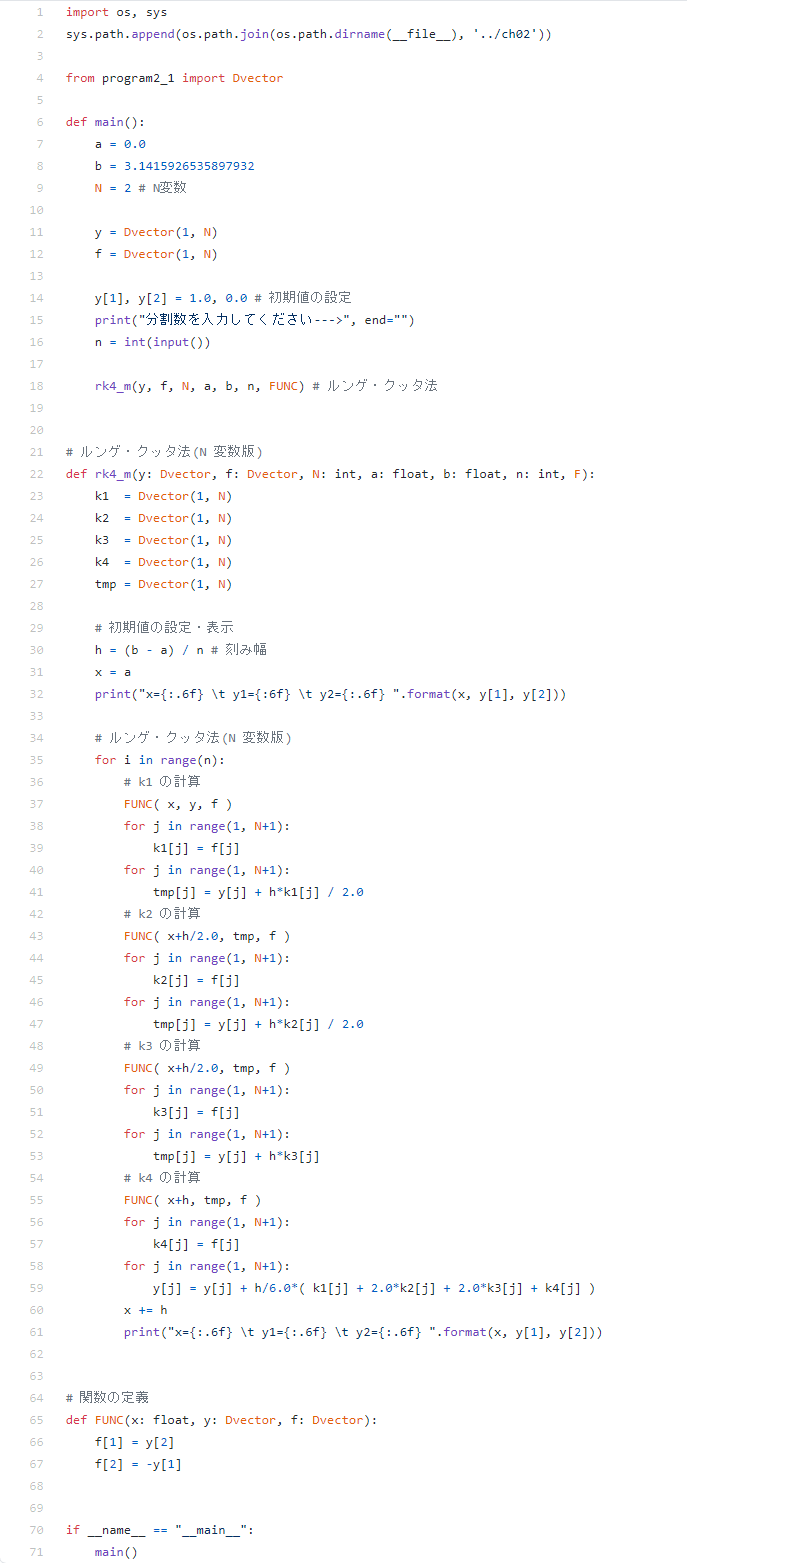 1 import os, sys
2 sys.path.append(os.path.join(os.path.dirname(__file__), '../ch02'))
3
4 from program2_1 import Dvector
5
6 def main():
7     a = 0.0
8     b = 3.1415926535897932
9     N = 2 # N変数
10
11     y = Dvector(1, N)
12     f = Dvector(1, N)
13
14     y[1], y[2] = 1.0, 0.0 # 初期値の設定
15     print("分割数を入力してください--->", end="")
16     n = int(input())
17
18     rk4_m(y, f, N, a, b, n, FUNC) # ルンゲ・クッタ法
19
20
21 # ルンゲ・クッタ法(N 変数版)
22 def rk4_m(y: Dvector, f: Dvector, N: int, a: float, b: float, n: int, F):
23     k1  = Dvector(1, N)
24     k2  = Dvector(1, N)
25     k3  = Dvector(1, N)
26     k4  = Dvector(1, N)
27     tmp = Dvector(1, N)
28
29     # 初期値の設定・表示
30     h = (b - a) / n # 刻み幅
31     x = a
32     print("x={:.6f} \t y1={:6f} \t y2={:.6f} ".format(x, y[1], y[2]))
33
34     # ルンゲ・クッタ法(N 変数版)
35     for i in range(n):
36         # k1 の計算
37         FUNC( x, y, f )
38         for j in range(1, N+1):
39             k1[j] = f[j]
40         for j in range(1, N+1):
41             tmp[j] = y[j] + h*k1[j] / 2.0
42         # k2 の計算
43         FUNC( x+h/2.0, tmp, f )
44         for j in range(1, N+1):
45             k2[j] = f[j]
46         for j in range(1, N+1):
47             tmp[j] = y[j] + h*k2[j] / 2.0
48         # k3 の計算
49         FUNC( x+h/2.0, tmp, f )
50         for j in range(1, N+1):
51             k3[j] = f[j]
52         for j in range(1, N+1):
53             tmp[j] = y[j] + h*k3[j]
54         # k4 の計算
55         FUNC( x+h, tmp, f )
56         for j in range(1, N+1):
57             k4[j] = f[j]
58         for j in range(1, N+1):
59             y[j] = y[j] + h/6.0*( k1[j] + 2.0*k2[j] + 2.0*k3[j] + k4[j] )
60         x += h
61         print("x={:.6f} \t y1={:.6f} \t y2={:.6f} ".format(x, y[1], y[2]))
62
63
64 # 関数の定義
65 def FUNC(x: float, y: Dvector, f: Dvector):
66     f[1] = y[2]
67     f[2] = -y[1]
68
69
70 if __name__ == "__main__":
71     main()